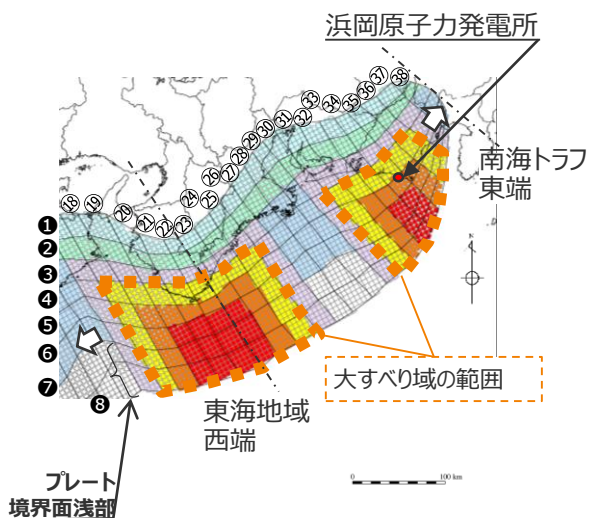 浜岡原子力発電所
南海トラフ
東端
⑱ ⑲ ⑳ ㉑ ㉒ ㉓ ㉔ ㉕ ㉖ ㉗ ㉘ ㉙ ㉚ ㉛ ㉜ ㉝ ㉞ ㉟ ㊱ ㊲ ㊳
❶
❷
❸
❹
❺
❻
❼
❽
大すべり域の範囲
東海地域
西端
プレート
境界面浅部
N
0 100 km